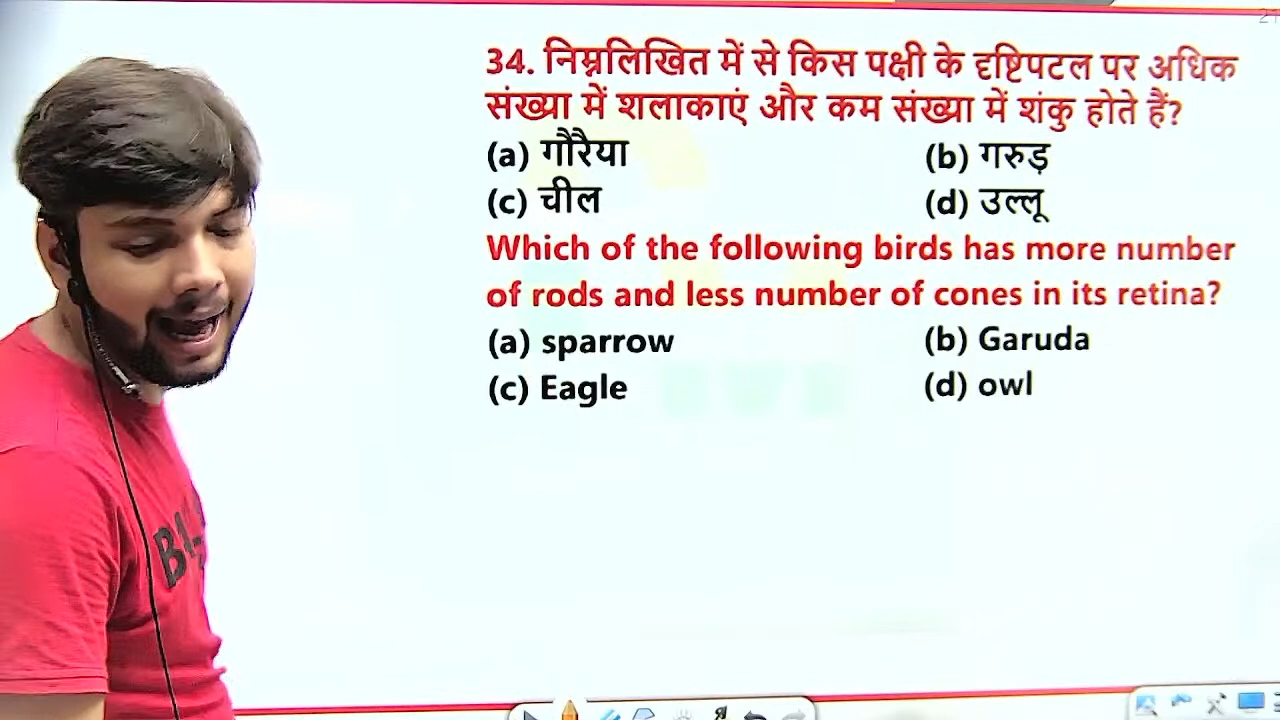 34. निम्नलिखित में से किस पक्षी के दृष्टिपटल पर अधिक
संख्या में शलाकाएं और कम संख्या में शंकु होते हैं?
(a) गौरैया (b) गरुड़
(c) चील (d) उल्लू
Which of the following birds has more number
of rods and less number of cones in its retina?
(a) sparrow (b) Garuda
(c) Eagle (d) owl